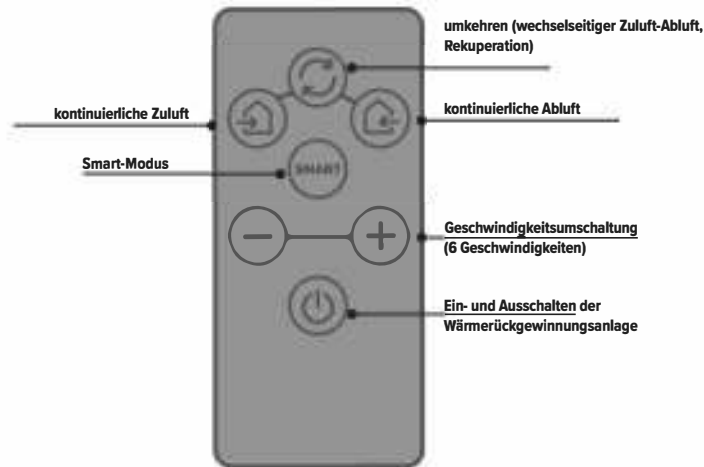 umkehren (wechselseitiger Zuluft-Abluft,
Rekuperation)
kontinuierliche Zuluft
kontinuierliche Abluft
Smart-Modus
SMART
Geschwindigkeitsumschaltung
(6 Geschwindigkeiten)
Ein- und Ausschalten der
Wärmerückgewinnungsanlage